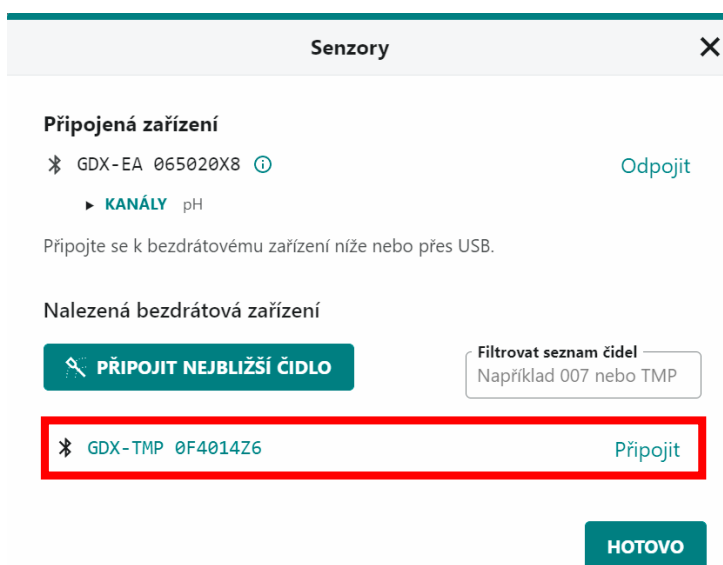 Senzory
Připojená zařízení
GDX-EA 065020X8
Odpojit
KANÁLY pH
Připojte se k bezdrátovému zařízení níže nebo přes USB.
Nalezená bezdrátová zařízení
PŘIPOJIT NEJBLIŽŠÍ ČIDLO
Filtrovat seznam čidel
Například 007 nebo TMP
GDX-TMP 0F4014Z6
Připojit
HOTOVO